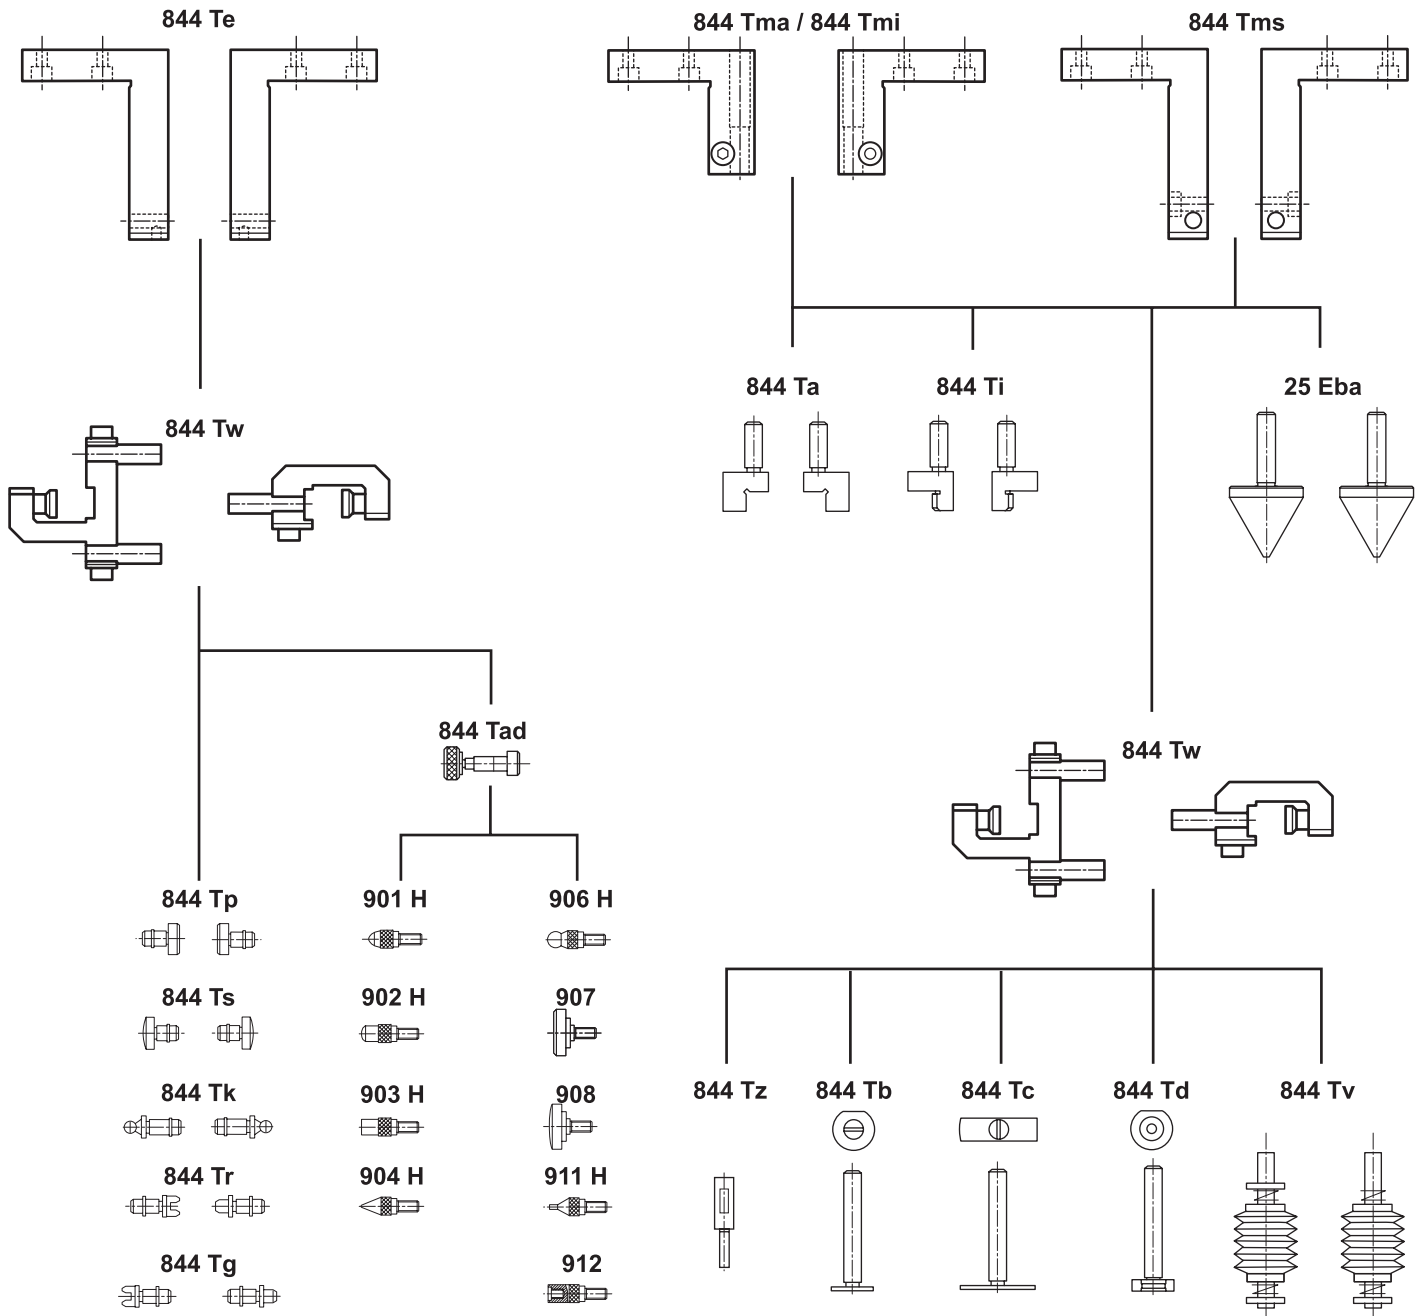 844 Te
844 Tma / 844 Tmi
844 Tms
844 Ta
844 Ti
25 Eba
844 Tw
844 Tad
844 Tw
844 Tp
901 H
906 H
844 Ts
902 H
907
844 Tk
903 H
908
844 Tz
844 Tb
844 Tc
844 Td
844 Tv
844 Tr
904 H
911 H
844 Tg
912